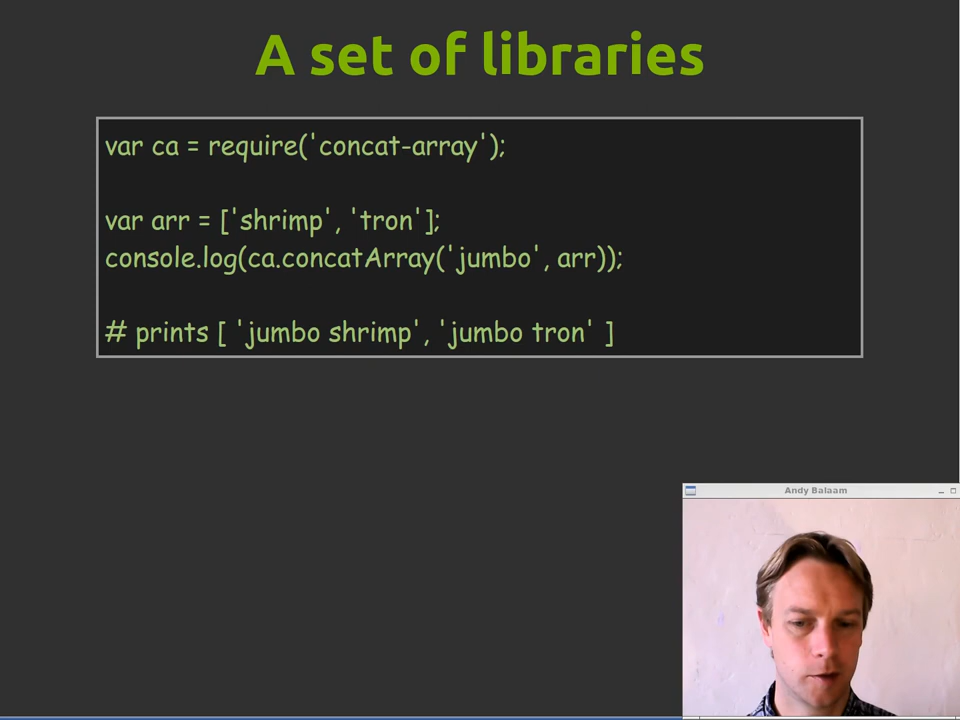 A set of libraries
var ca = require('concat-array');
var arr = ['shrimp', 'tron'];
console.log(ca.concatArray('jumbo', arr));
# prints [ 'jumbo shrimp', 'jumbo tron' ]
Andy Balaam